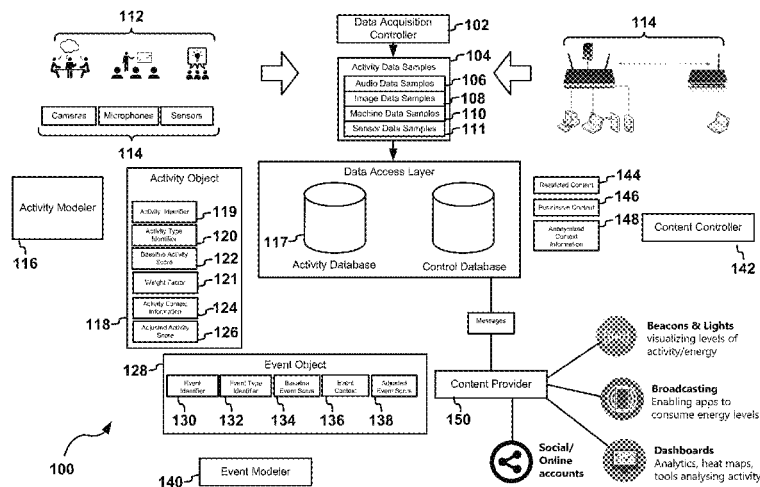 112
Cameras
Microphones
Sensors
114
Data Acquisition
Controller
102
Activity Data Samples
104
Audio Data Samples
106
Image Data Samples
108
Machine Data Samples
110
Sensor Data Samples
111
114
Activity Modeler
116
Activity Object
Activity Identifier
119
Activity Type
Identifier
120
Baseline Activity
Score
122
Weight Factor
121
Activity Context
Information
124
Adjusted Activity
Score
126
118
Data Access Layer
117
Activity Database
Control Database
144
Content
146
Content
148
Anonymized
Context
Information
Content Controller
142
Messages
Content Provider
150
Beacons & Lights
visualizing levels of
activity/energy
Broadcasting
Enabling apps to
consume energy levels
Dashboards
Analytics, heat maps,
tools analysing activity
Social/
Online
accounts
128
Event Object
Event
Identifier
130
Event Type
Identifier
132
Baseline
Event Score
134
Event
Context
136
Adjusted
Event Score
138
100
140
Event Modeler